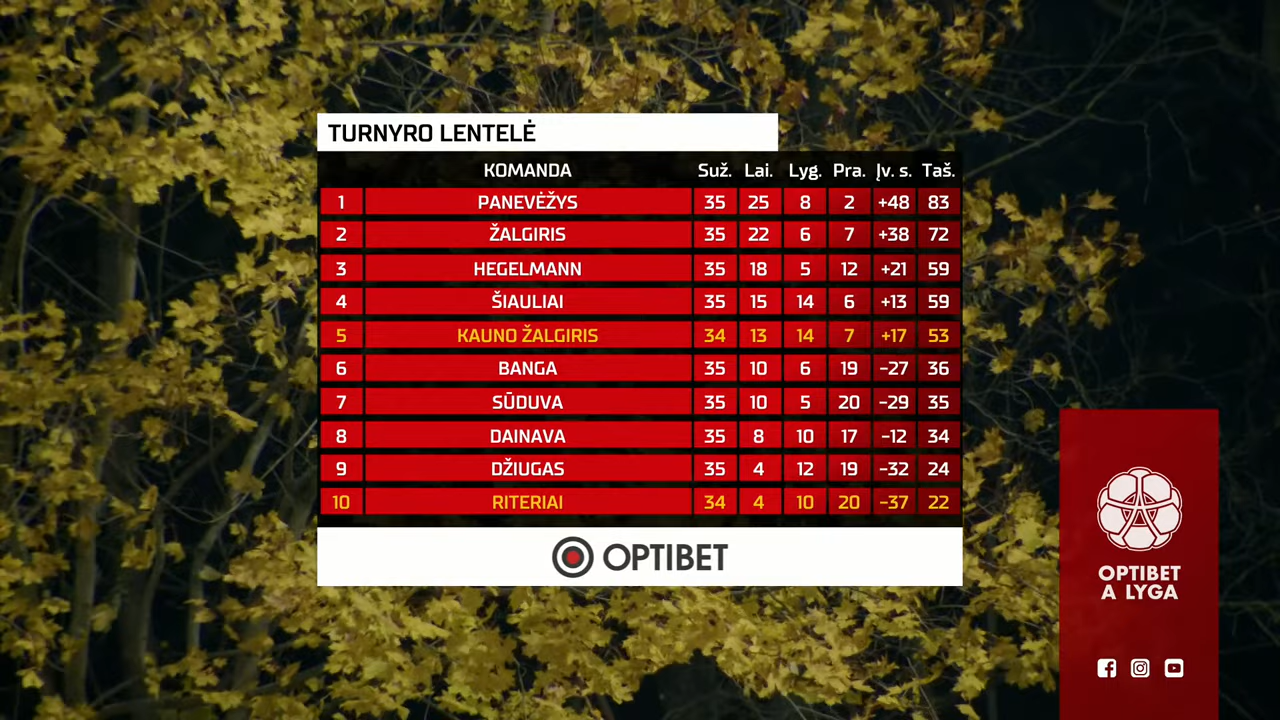 TURNYRO LENTELĖ
KOMANDA Suž. Lai. Lyg. Pra. Įv. s. Taš.
1 PANEVĖŽYS 35 25 8 2 +48 83
2 ŽALGIRIS 35 22 6 7 +38 72
3 HEGELMANN 35 18 5 12 +21 59
4 ŠIAULIAI 35 15 14 6 +13 59
5 KAUNO ŽALGIRIS 34 13 14 7 +17 53
6 BANGA 35 10 6 19 −27 36
7 SŪDUVA 35 10 5 20 −29 35
8 DAINAVA 35 8 10 17 −12 34
9 DŽIUGAS 35 4 12 19 −32 24
10 RITERIAI 34 4 10 20 −37 22
OPTIBET
OPTIBET
A LYGA